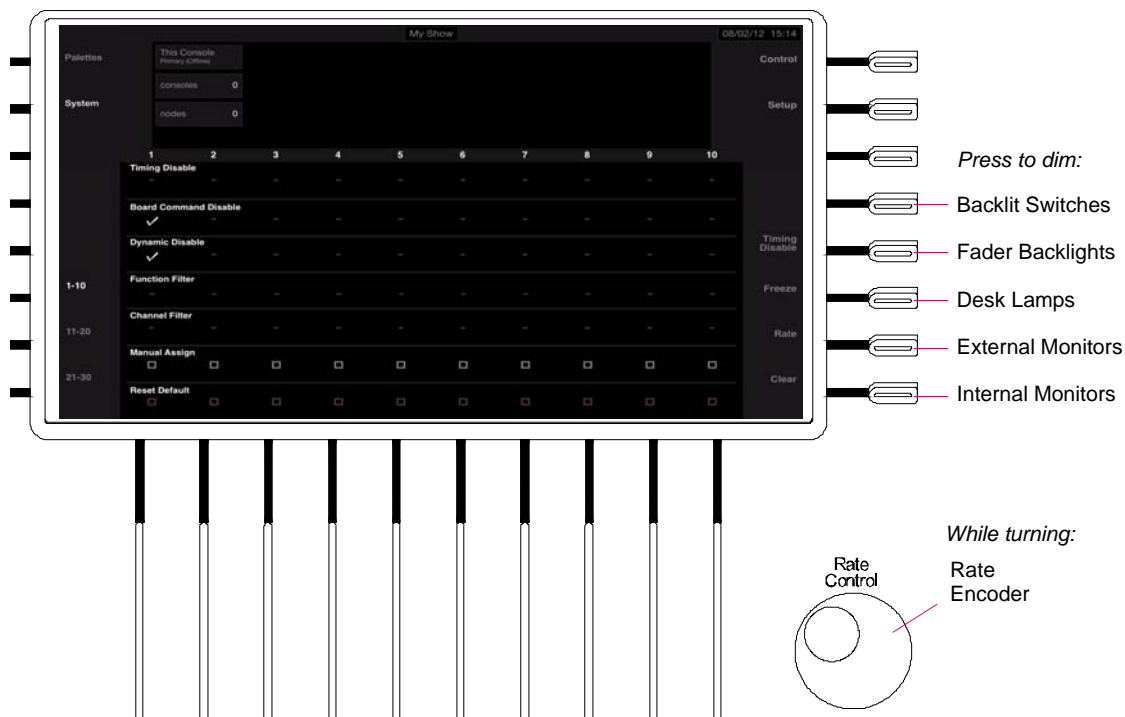 My Show
08/02/12 15:14
Palettes
This Console
Primary (Offline)
Control
consoles 0
System
Setup
nodes 0
1 2 3 4 5 6 7 8 9 10
Timing Disable
- - - - - - - - - -
Board Command Disable
✓ - - - - - - - - -
Dynamic Disable
✓ - - - - - - - - -
Timing
Disable
1-10
Function Filter
- - - - - - - - - -
Freeze
Channel Filter
- - - - - - - - - -
11-20
Rate
Manual Assign
21-30
Clear
Reset Default
Press to dim:
Backlit Switches
Fader Backlights
Desk Lamps
External Monitors
Internal Monitors
While turning:
Rate
Control
Rate
Encoder